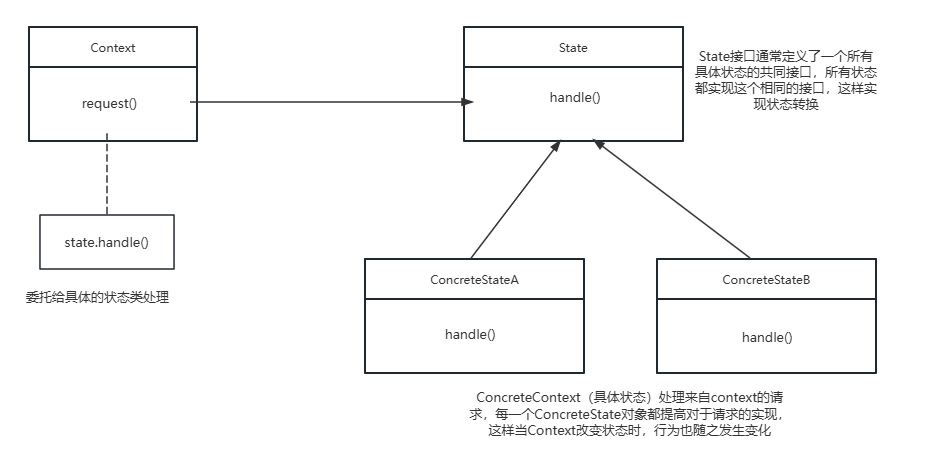 Context
request()
state.handle()
委托给具体的状态类处理
State
handle()
State接口通常定义了一个所有
具体状态的共同接口，所有状态
都实现这个相同的接口，这样实
现状态转换
ConcreteStateA
handle()
ConcreteStateB
handle()
ConcreteContext（具体状态）处理来自context的请
求，每一个ConcreteState对象都提高对于请求的实现，
这样当Context改变状态时，行为也随之发生变化